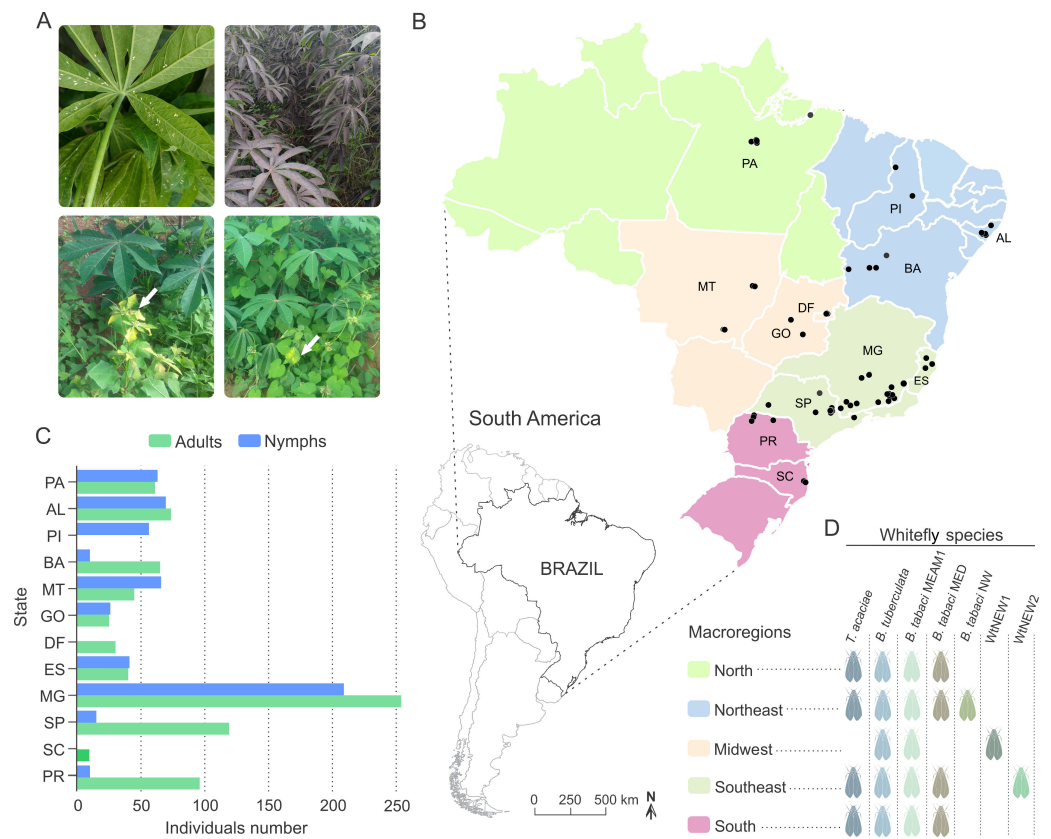 A
B
PA
PI
AL
BA
MT
DF
GO
MG
ES
SP
PR
SC
South America
BRAZIL
0 250 500 km
N
C
Adults Nymphs
State
PA
AL
PI
BA
MT
GO
DF
ES
MG
SP
SC
PR
0 50 100 150 200 250
Individuals number
D
Whitefly species
T. acaciae
B. tuberculata
B. tabaci MEAM1
B. tabaci MED
B. tabaci NW
WtNEW1
WtNEW2
Macroregions
North
Northeast
Midwest
Southeast
South